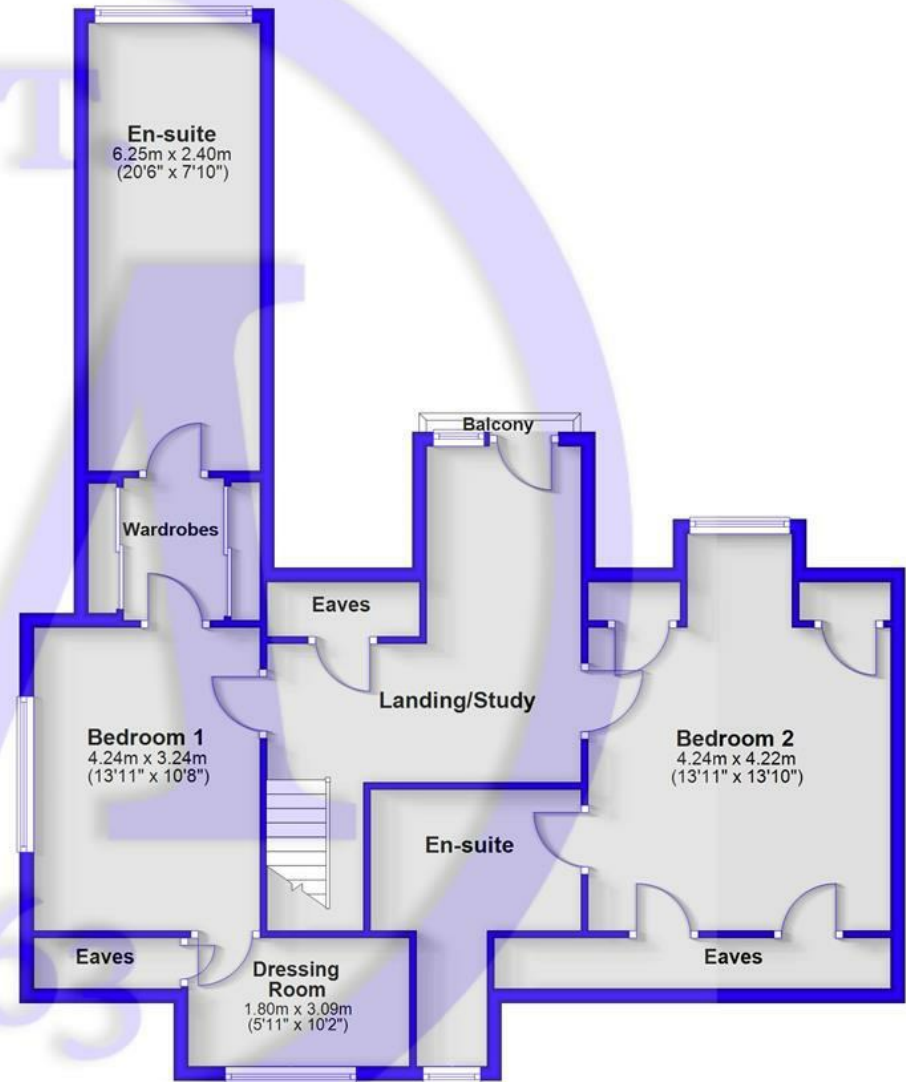 En-suite
6.25m x 2.40m
(20'6" x 7'10")
Balcony
Wardrobes
Eaves
Landing/Study
Bedroom 1
4.24m x 3.24m
(13'11" x 10'8")
Bedroom 2
4.24m x 4.22m
(13'11" x 13'10")
En-suite
Eaves
Dressing
Room
1.80m x 3.09m
(5'11" x 10'2")
Eaves